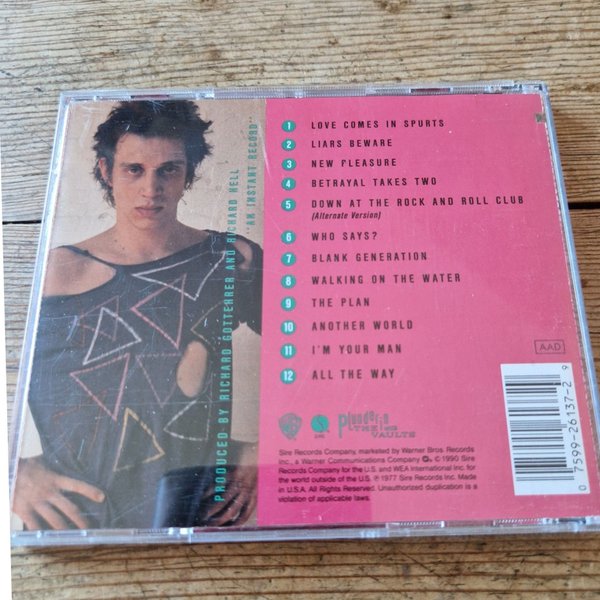 PRODUCED BY RICHARD GOTTEHRER AND RICHARD HELL
"AN INSTANT RECORD"
1 LOVE COMES IN SPURTS
2 LIARS BEWARE
3 NEW PLEASURE
4 BETRAYAL TAKES TWO
5 DOWN AT THE ROCK AND ROLL CLUB
(Alternate Version)
6 WHO SAYS?
7 BLANK GENERATION
8 WALKING ON THE WATER
9 THE PLAN
10 ANOTHER WORLD
11 I'M YOUR MAN
12 ALL THE WAY
AAD
SIRE
plunderin
THE
VAULTS
Sire Records Company, marketed by Warner Bros. Records
Inc., a Warner Communications Company © 1990 Sire
Records Company for the U.S. and WEA International Inc. for
the world outside of the U.S. ℗ 1977 Sire Records Inc. Made
in U.S.A. All Rights Reserved. Unauthorized duplication is a
violation of applicable laws.
0 7599-26137-2 9